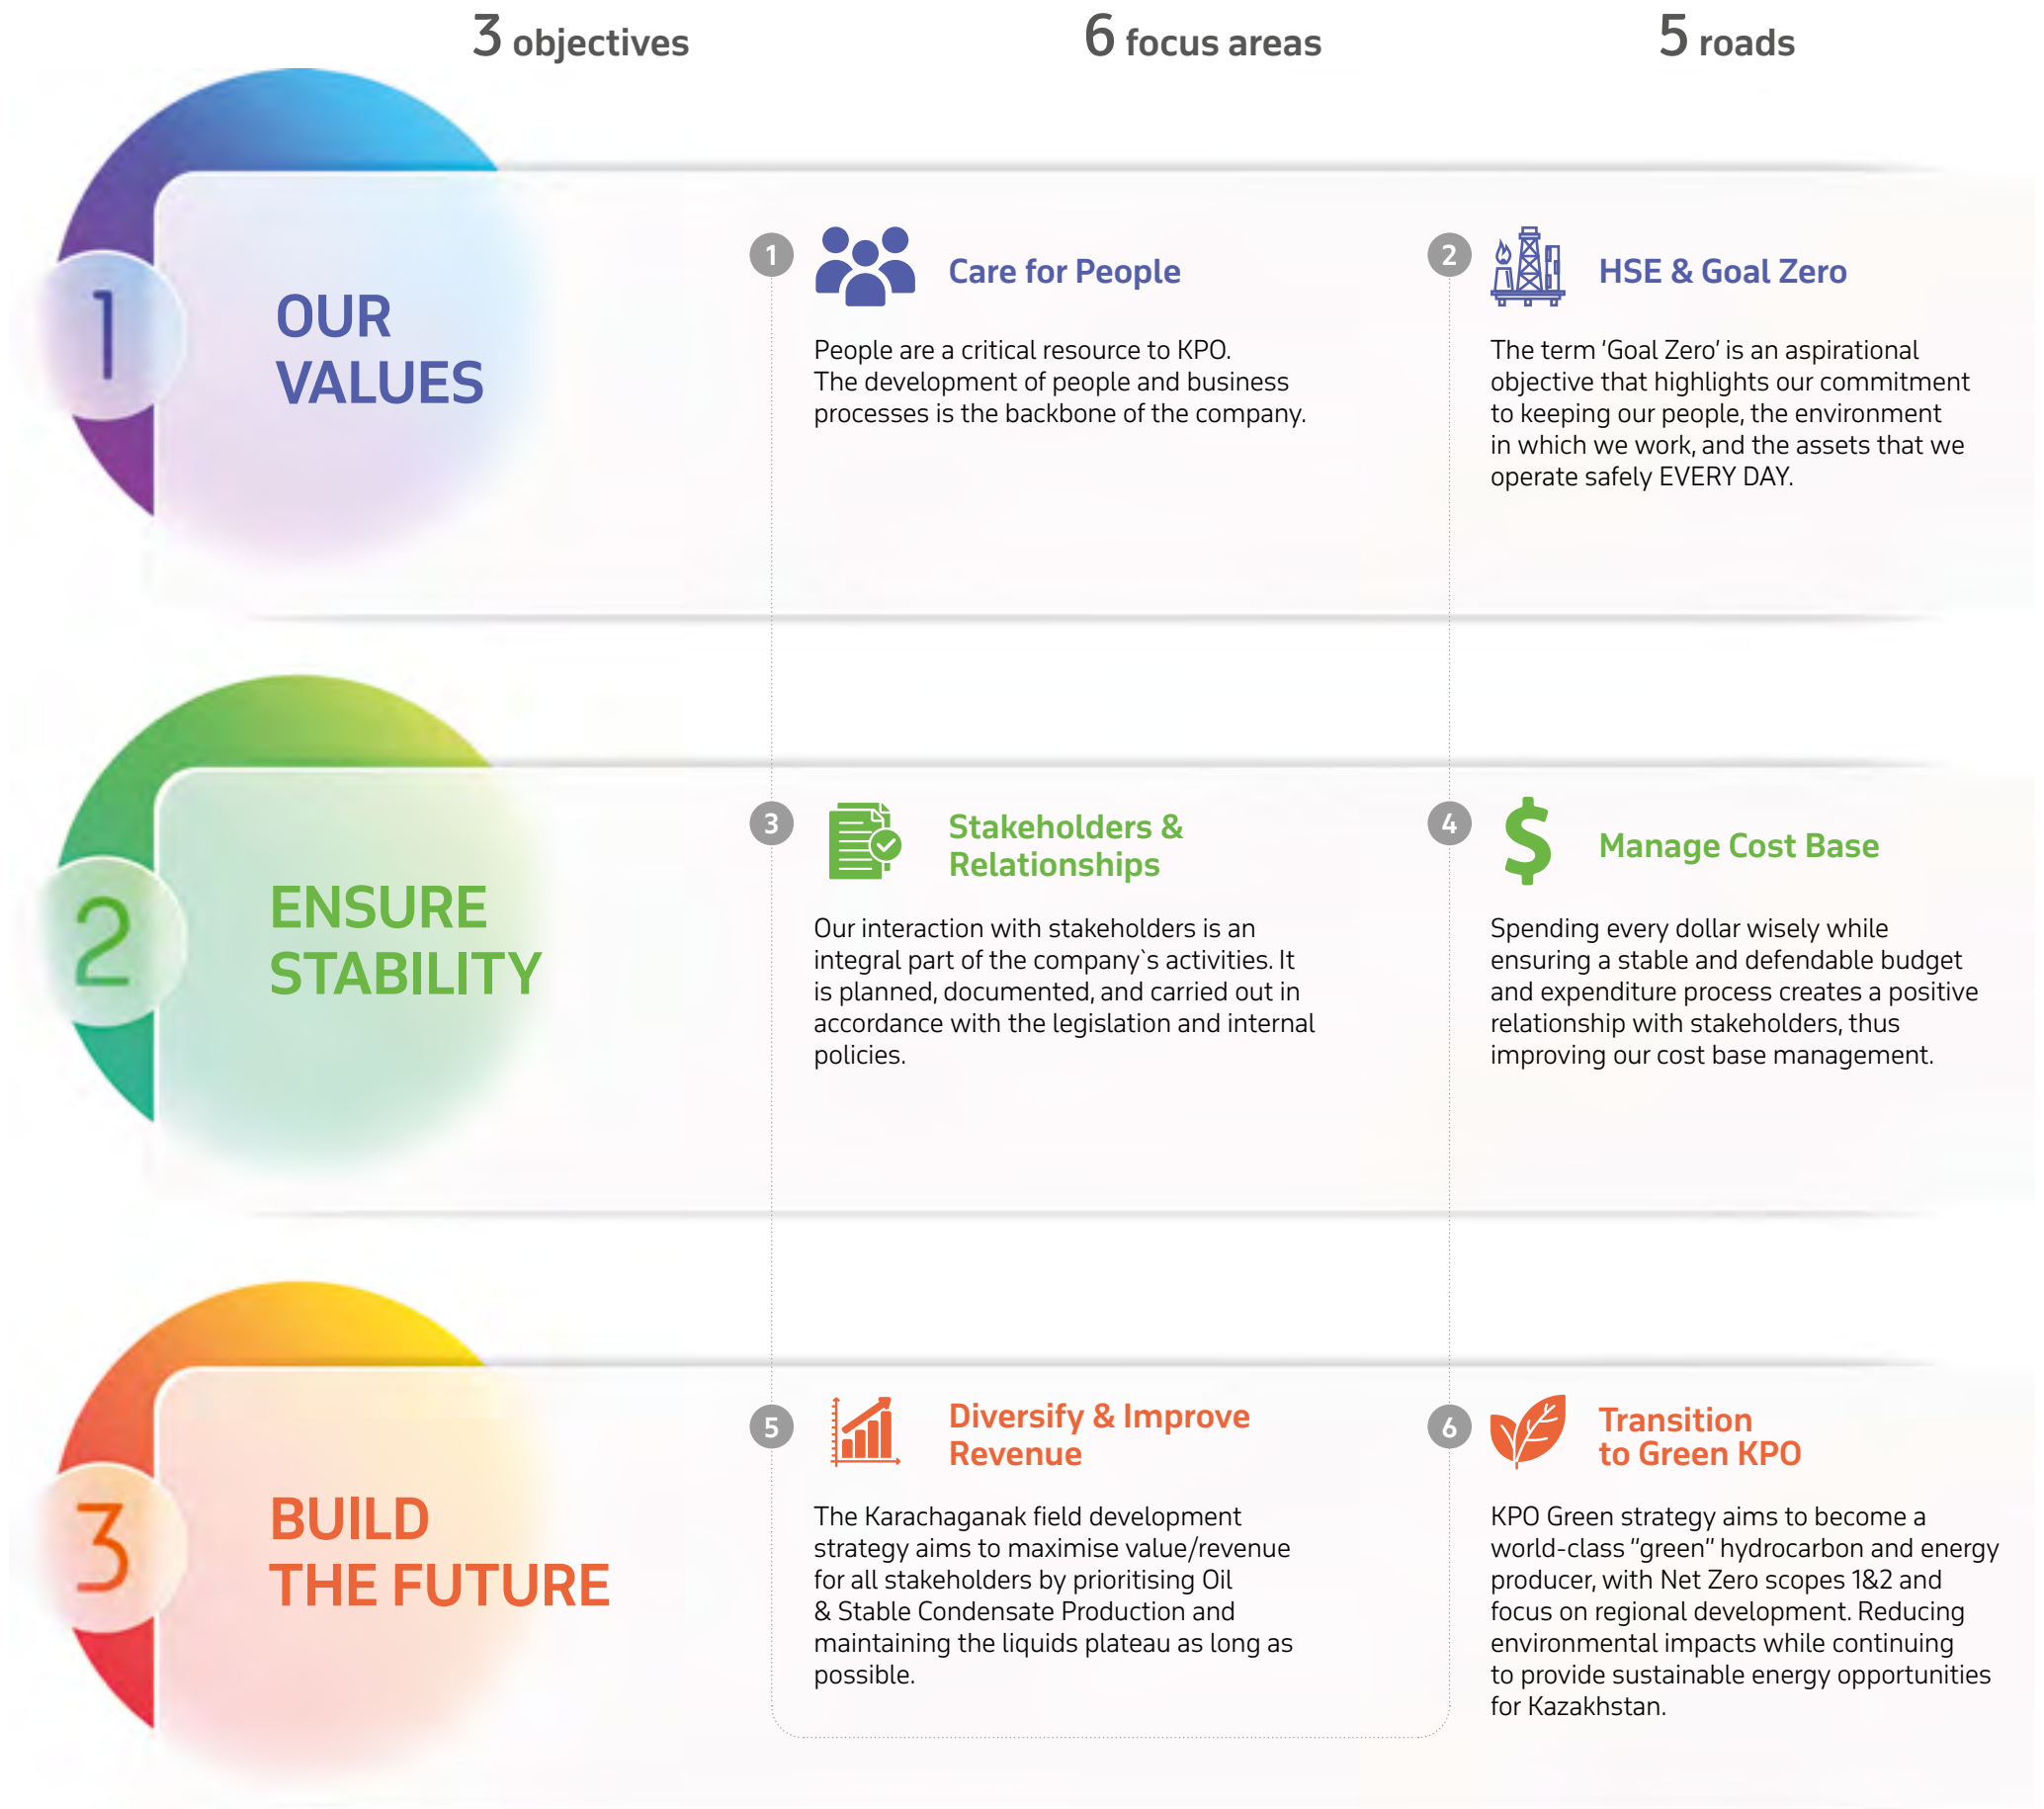 3 objectives
6 focus areas
5 roads
1
OUR
VALUES
1
Care for People
People are a critical resource to KPO.
The development of people and business
processes is the backbone of the company.
2
HSE & Goal Zero
The term ‘Goal Zero’ is an aspirational
objective that highlights our commitment
to keeping our people, the environment
in which we work, and the assets that we
operate safely EVERY DAY.
2
ENSURE
STABILITY
3
Stakeholders &
Relationships
Our interaction with stakeholders is an
integral part of the company`s activities. It
is planned, documented, and carried out in
accordance with the legislation and internal
policies.
4
Manage Cost Base
Spending every dollar wisely while
ensuring a stable and defendable budget
and expenditure process creates a positive
relationship with stakeholders, thus
improving our cost base management.
3
BUILD
THE FUTURE
5
Diversify & Improve
Revenue
The Karachaganak field development
strategy aims to maximise value/revenue
for all stakeholders by prioritising Oil
& Stable Condensate Production and
maintaining the liquids plateau as long as
possible.
6
Transition
to Green KPO
KPO Green strategy aims to become a
world-class "green" hydrocarbon and energy
producer, with Net Zero scopes 1&2 and
focus on regional development. Reducing
environmental impacts while continuing
to provide sustainable energy opportunities
for Kazakhstan.